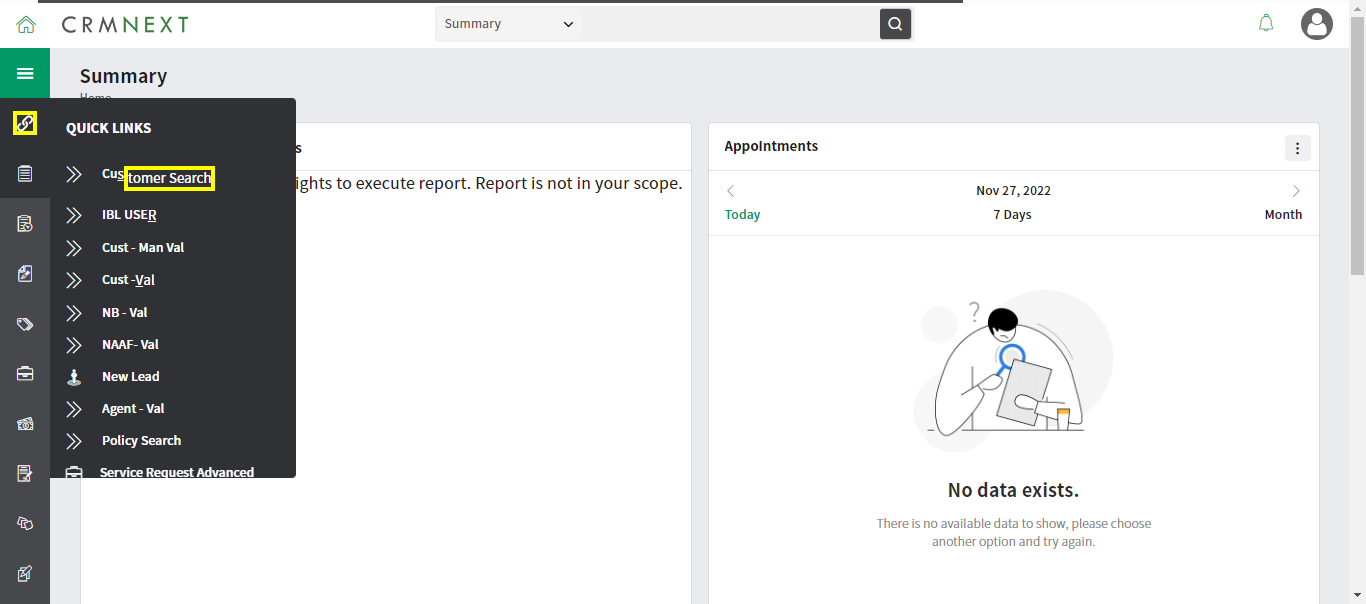 CRMNEXT
Summary
Summary
Home
QUICK LINKS
Customer Search
IBL USER
Cust - Man Val
Cust -Val
NB - Val
NAAF- Val
New Lead
Agent - Val
Policy Search
Service Request Advanced
s
ights to execute report. Report is not in your scope.
Appointments
Nov 27, 2022
Today
7 Days
Month
?
No data exists.
There is no available data to show, please choose
another option and try again.